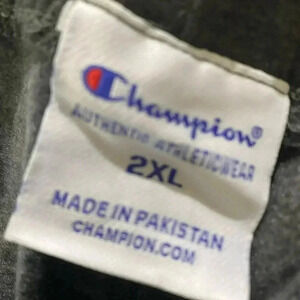 Champion®
AUTHENTIC ATHLETICWEAR
2XL
MADE IN PAKISTAN
CHAMPION.COM